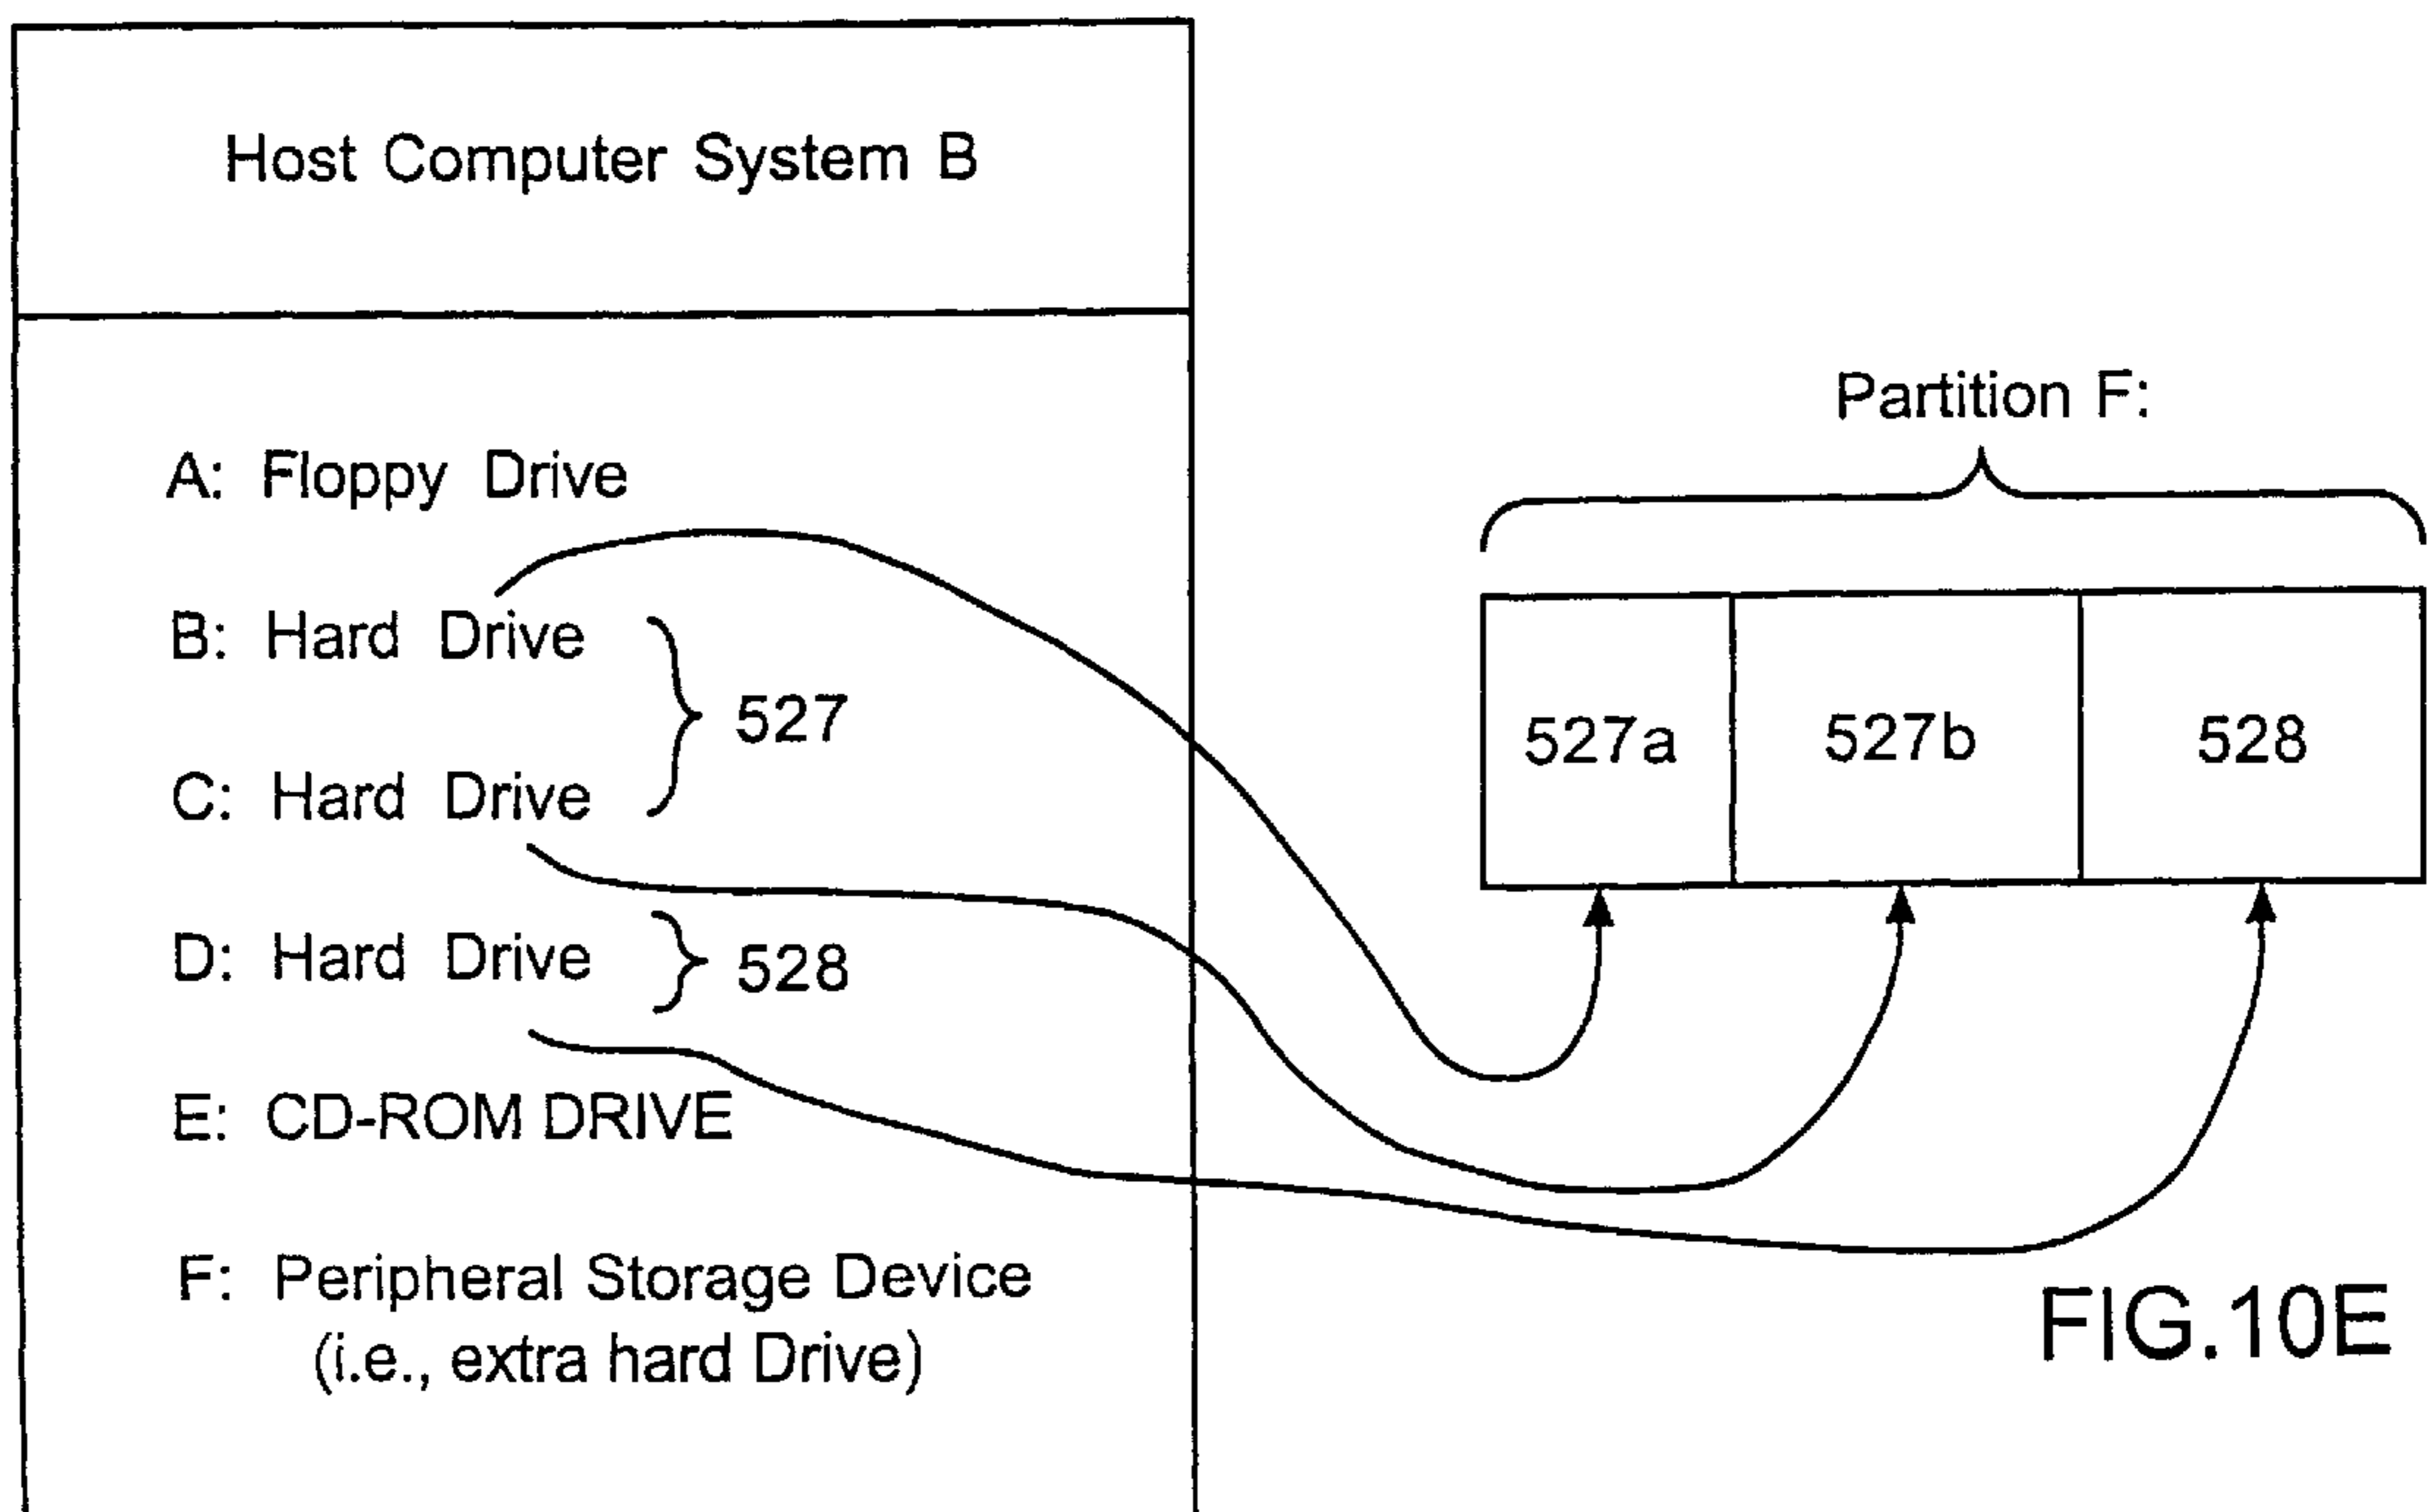 Host Computer System B
A: Floppy Drive
B: Hard Drive
527
C: Hard Drive
D: Hard Drive
528
E: CD-ROM DRIVE
F: Peripheral Storage Device
(i.e., extra hard Drive)
Partition F:
527a
527b
528
FIG.10E